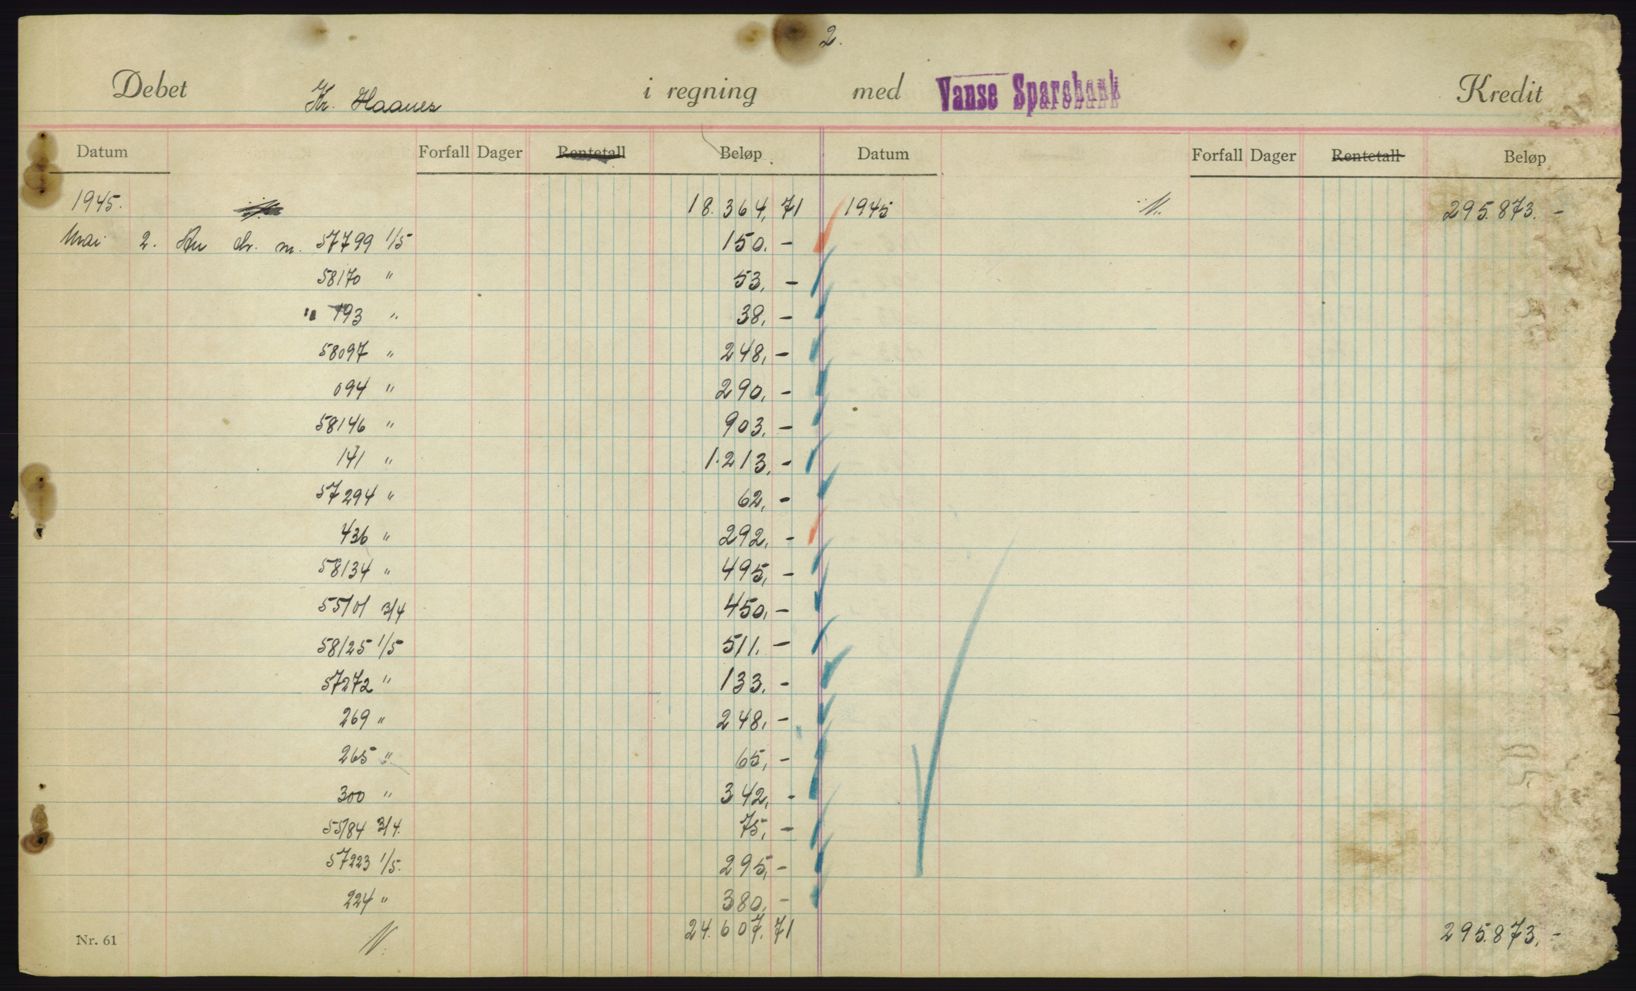 2.
Debet Kr. Haanes i regning med Vanse Sparebank Kredit
Datum Forfall Dager Rentetall Beløp Datum Forfall Dager Rentetall Beløp
1945. 18.364,71 1945 295.873.-
Mai 2. chr. nr. 57799 1/5 150.-
58170 " 53,-
" 193 " 38,-
58097 " 248,-
094 " 290,-
58146 " 903.-
141 " 1.213,-
57294 " 62,-
436 " 292,-
58134 " 495,-
55101 3/4 450,-
58125 1/5 511.-
57272 " 133.-
269 " 248,-
265 " 65,-
300 " 342,-
55184 3/4. 75,-
57223 1/5. 295,-
224 " 380,-
Nr. 61 24.607,71 295.873.-